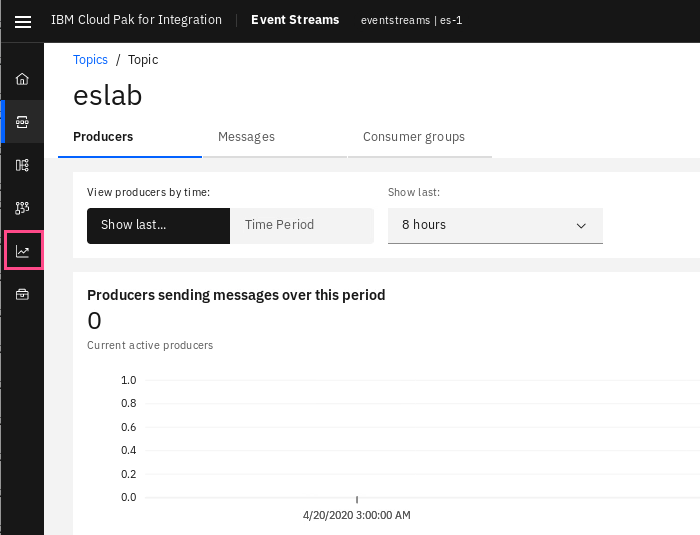 IBM Cloud Pak for Integration | Event Streams eventstreams | es-1
Topics / Topic
eslab
Producers Messages Consumer groups
View producers by time: Show last:
Show last... Time Period 8 hours
Producers sending messages over this period
0
Current active producers
1.0
0.8
0.6
0.4
0.2
0.0
4/20/2020 3:00:00 AM